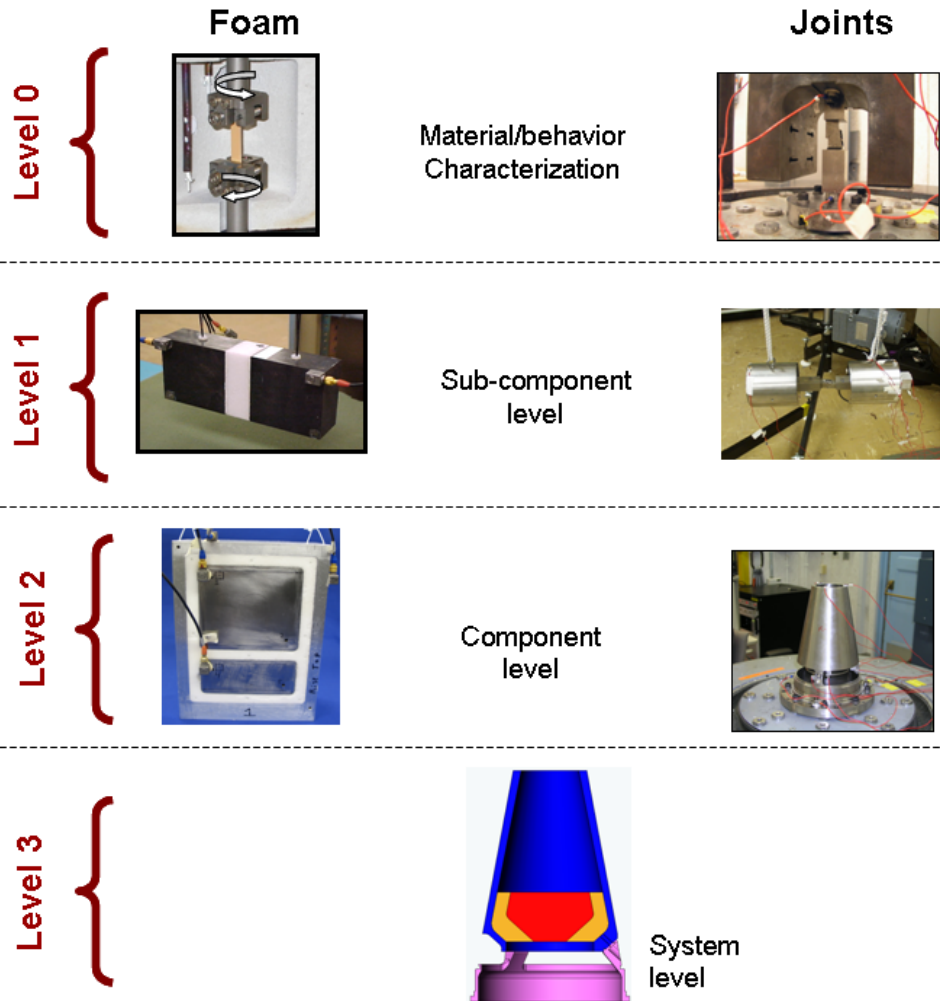 Foam
Joints
Level 0
Material/behavior
Characterization
Level 1
Sub-component
level
Level 2
Component
level
1
Level 3
System
level